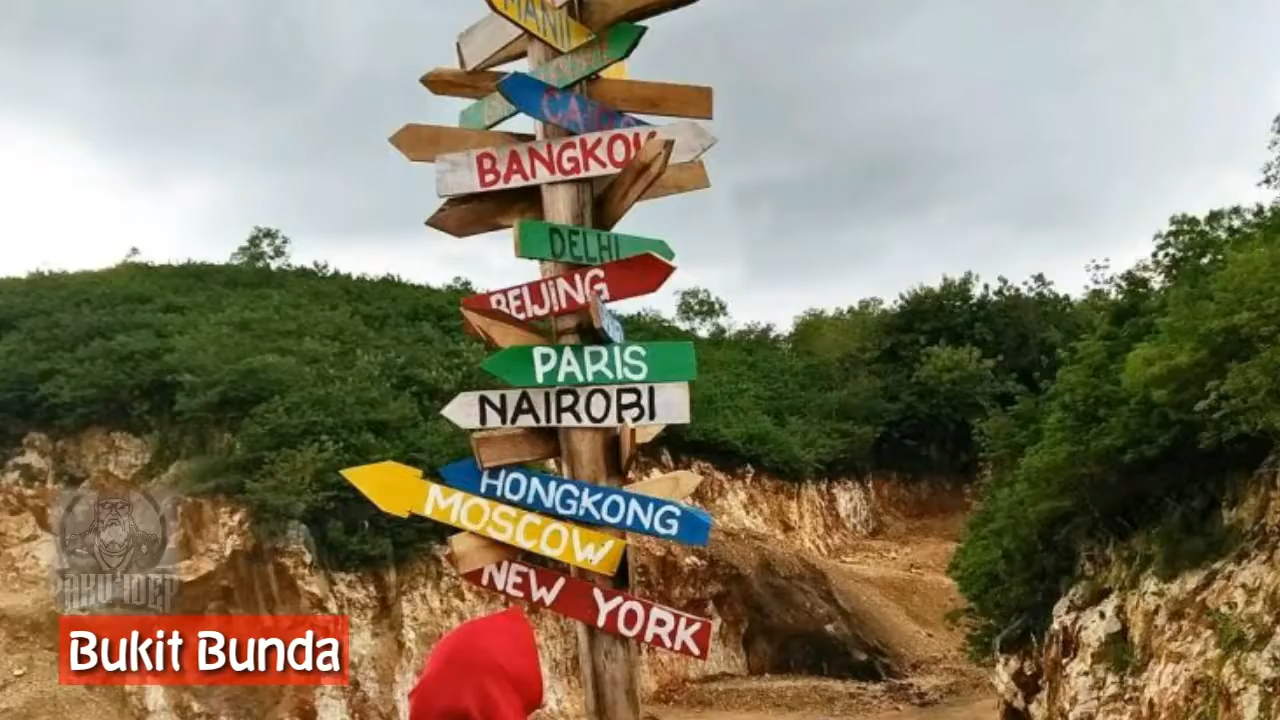 BANGKOK
DELHI
BEIJING
PARIS
NAIROBI
HONGKONG
MOSCOW
NEW YORK
Bukit Bunda